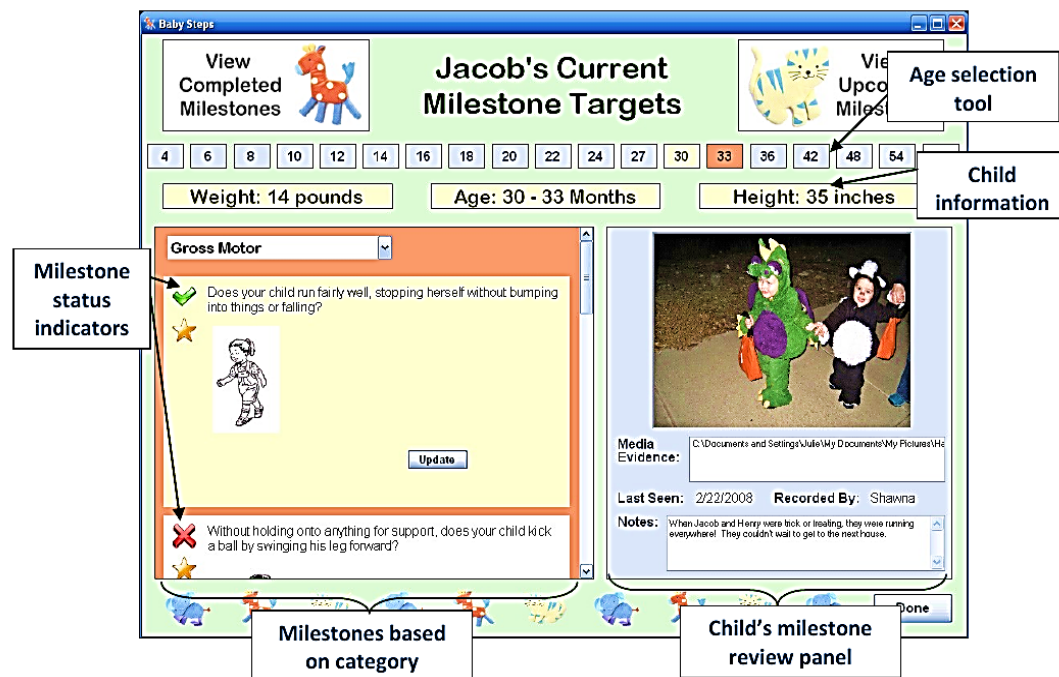 Baby Steps
View
Completed
Milestones
Jacob's Current
Milestone Targets
Age selection
tool
4 6 8 10 12 14 16 18 20 22 24 27 30 33 36 42 48 54
Weight: 14 pounds
Age: 30 - 33 Months
Height: 35 inches
Child
information
Milestone
status
indicators
Gross Motor
Does your child run fairly well, stopping herself without bumping
into things or falling?
Update
Without holding onto anything for support, does your child kick
a ball by swinging his leg forward?
Media
Evidence:
C:\Documents and Settings\Julie\My Documents\My Pictures\Ha
Last Seen: 2/22/2008 Recorded By: Shawna
Notes:
When Jacob and Henry were trick or treating, they were running
everywhere! They couldn't wait to get to the next house.
Done
Milestones based
on category
Child's milestone
review panel